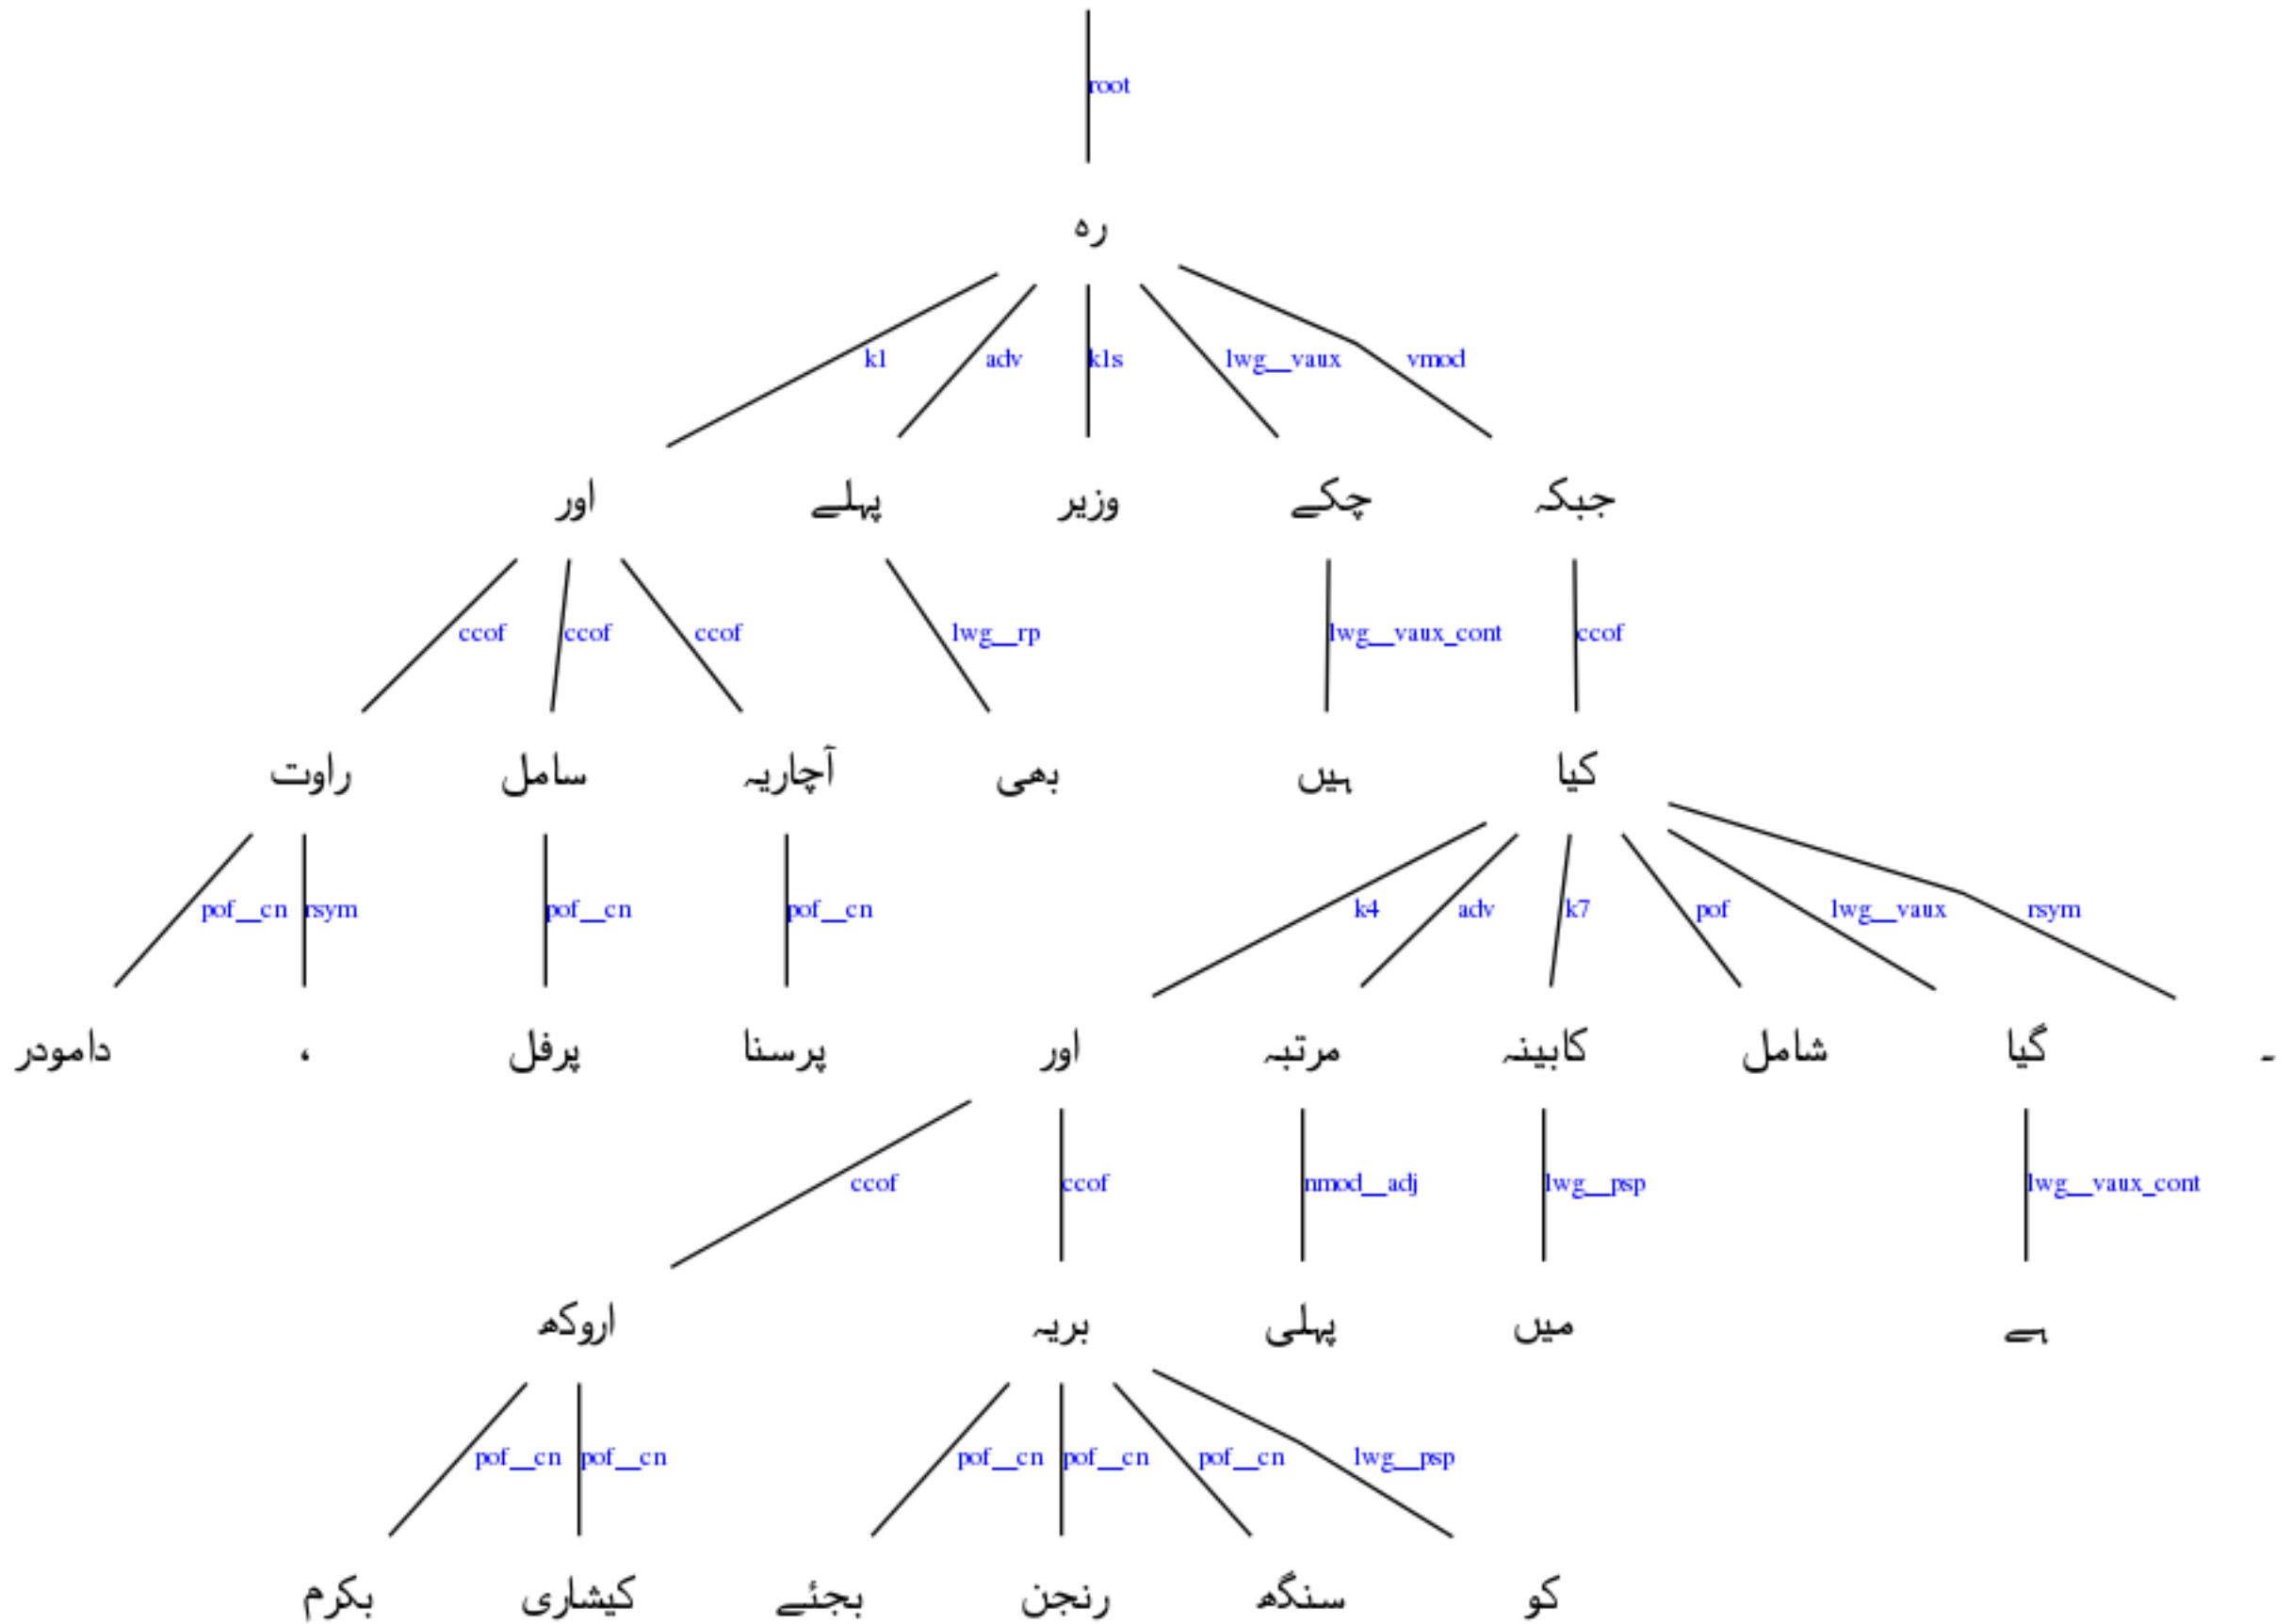 root
رہ
k1 adv k1s lwg__vaux vmod
اور پہلے وزیر چکے جبکہ
ccof ccof ccof lwg__rp lwg__vaux_cont ccof
راوت سامل آچاریہ بھی ہیں کیا
pof__cn rsym pof__cn pof__cn k4 adv k7 pof lwg__vaux rsym
دامودر ، پرفل پرسنا اور مرتبہ کابینہ شامل گیا ۔
ccof ccof nmod__adj lwg__psp lwg__vaux_cont
اروکھ بریہ پہلی میں ہے
pof__cn pof__cn pof__cn pof__cn pof__cn lwg__psp
بکرم کیشاری بجئے رنجن سنگھ کو